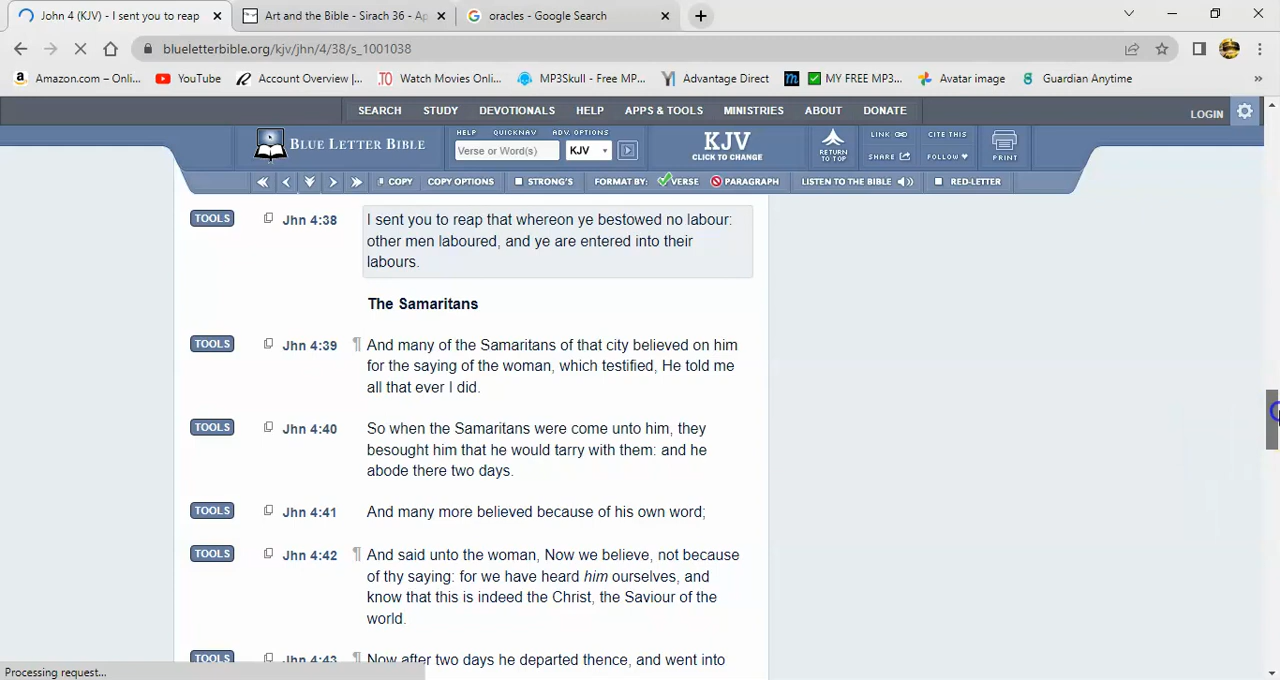 John 4 (KJV) - I sent you to reap
Art and the Bible - Sirach 36 - Ap
oracles - Google Search
blueletterbible.org/kjv/jhn/4/38/s_1001038
Amazon.com – Onli...
YouTube
Account Overview |...
Watch Movies Onli...
MP3Skull - Free MP...
Advantage Direct
MY FREE MP3...
Avatar image
Guardian Anytime
»
SEARCH STUDY DEVOTIONALS HELP APPS & TOOLS MINISTRIES ABOUT DONATE
LOGIN
BLUE LETTER BIBLE
HELP QUICKNAV ADV. OPTIONS
Verse or Word(s)
KJV
KJV
CLICK TO CHANGE
RETURN
TO TOP
LINK
CITE THIS
SHARE
FOLLOW
PRINT
COPY COPY OPTIONS STRONG'S FORMAT BY: VERSE PARAGRAPH LISTEN TO THE BIBLE RED-LETTER
TOOLS Jhn 4:38 I sent you to reap that whereon ye bestowed no labour:
other men laboured, and ye are entered into their
labours.
The Samaritans
TOOLS Jhn 4:39 ¶ And many of the Samaritans of that city believed on him
for the saying of the woman, which testified, He told me
all that ever I did.
TOOLS Jhn 4:40 So when the Samaritans were come unto him, they
besought him that he would tarry with them: and he
abode there two days.
TOOLS Jhn 4:41 And many more believed because of his own word;
TOOLS Jhn 4:42 ¶ And said unto the woman, Now we believe, not because
of thy saying: for we have heard him ourselves, and
know that this is indeed the Christ, the Saviour of the
world.
TOOLS Jhn 4:43 ¶ Now after two days he departed thence, and went into
Processing request...